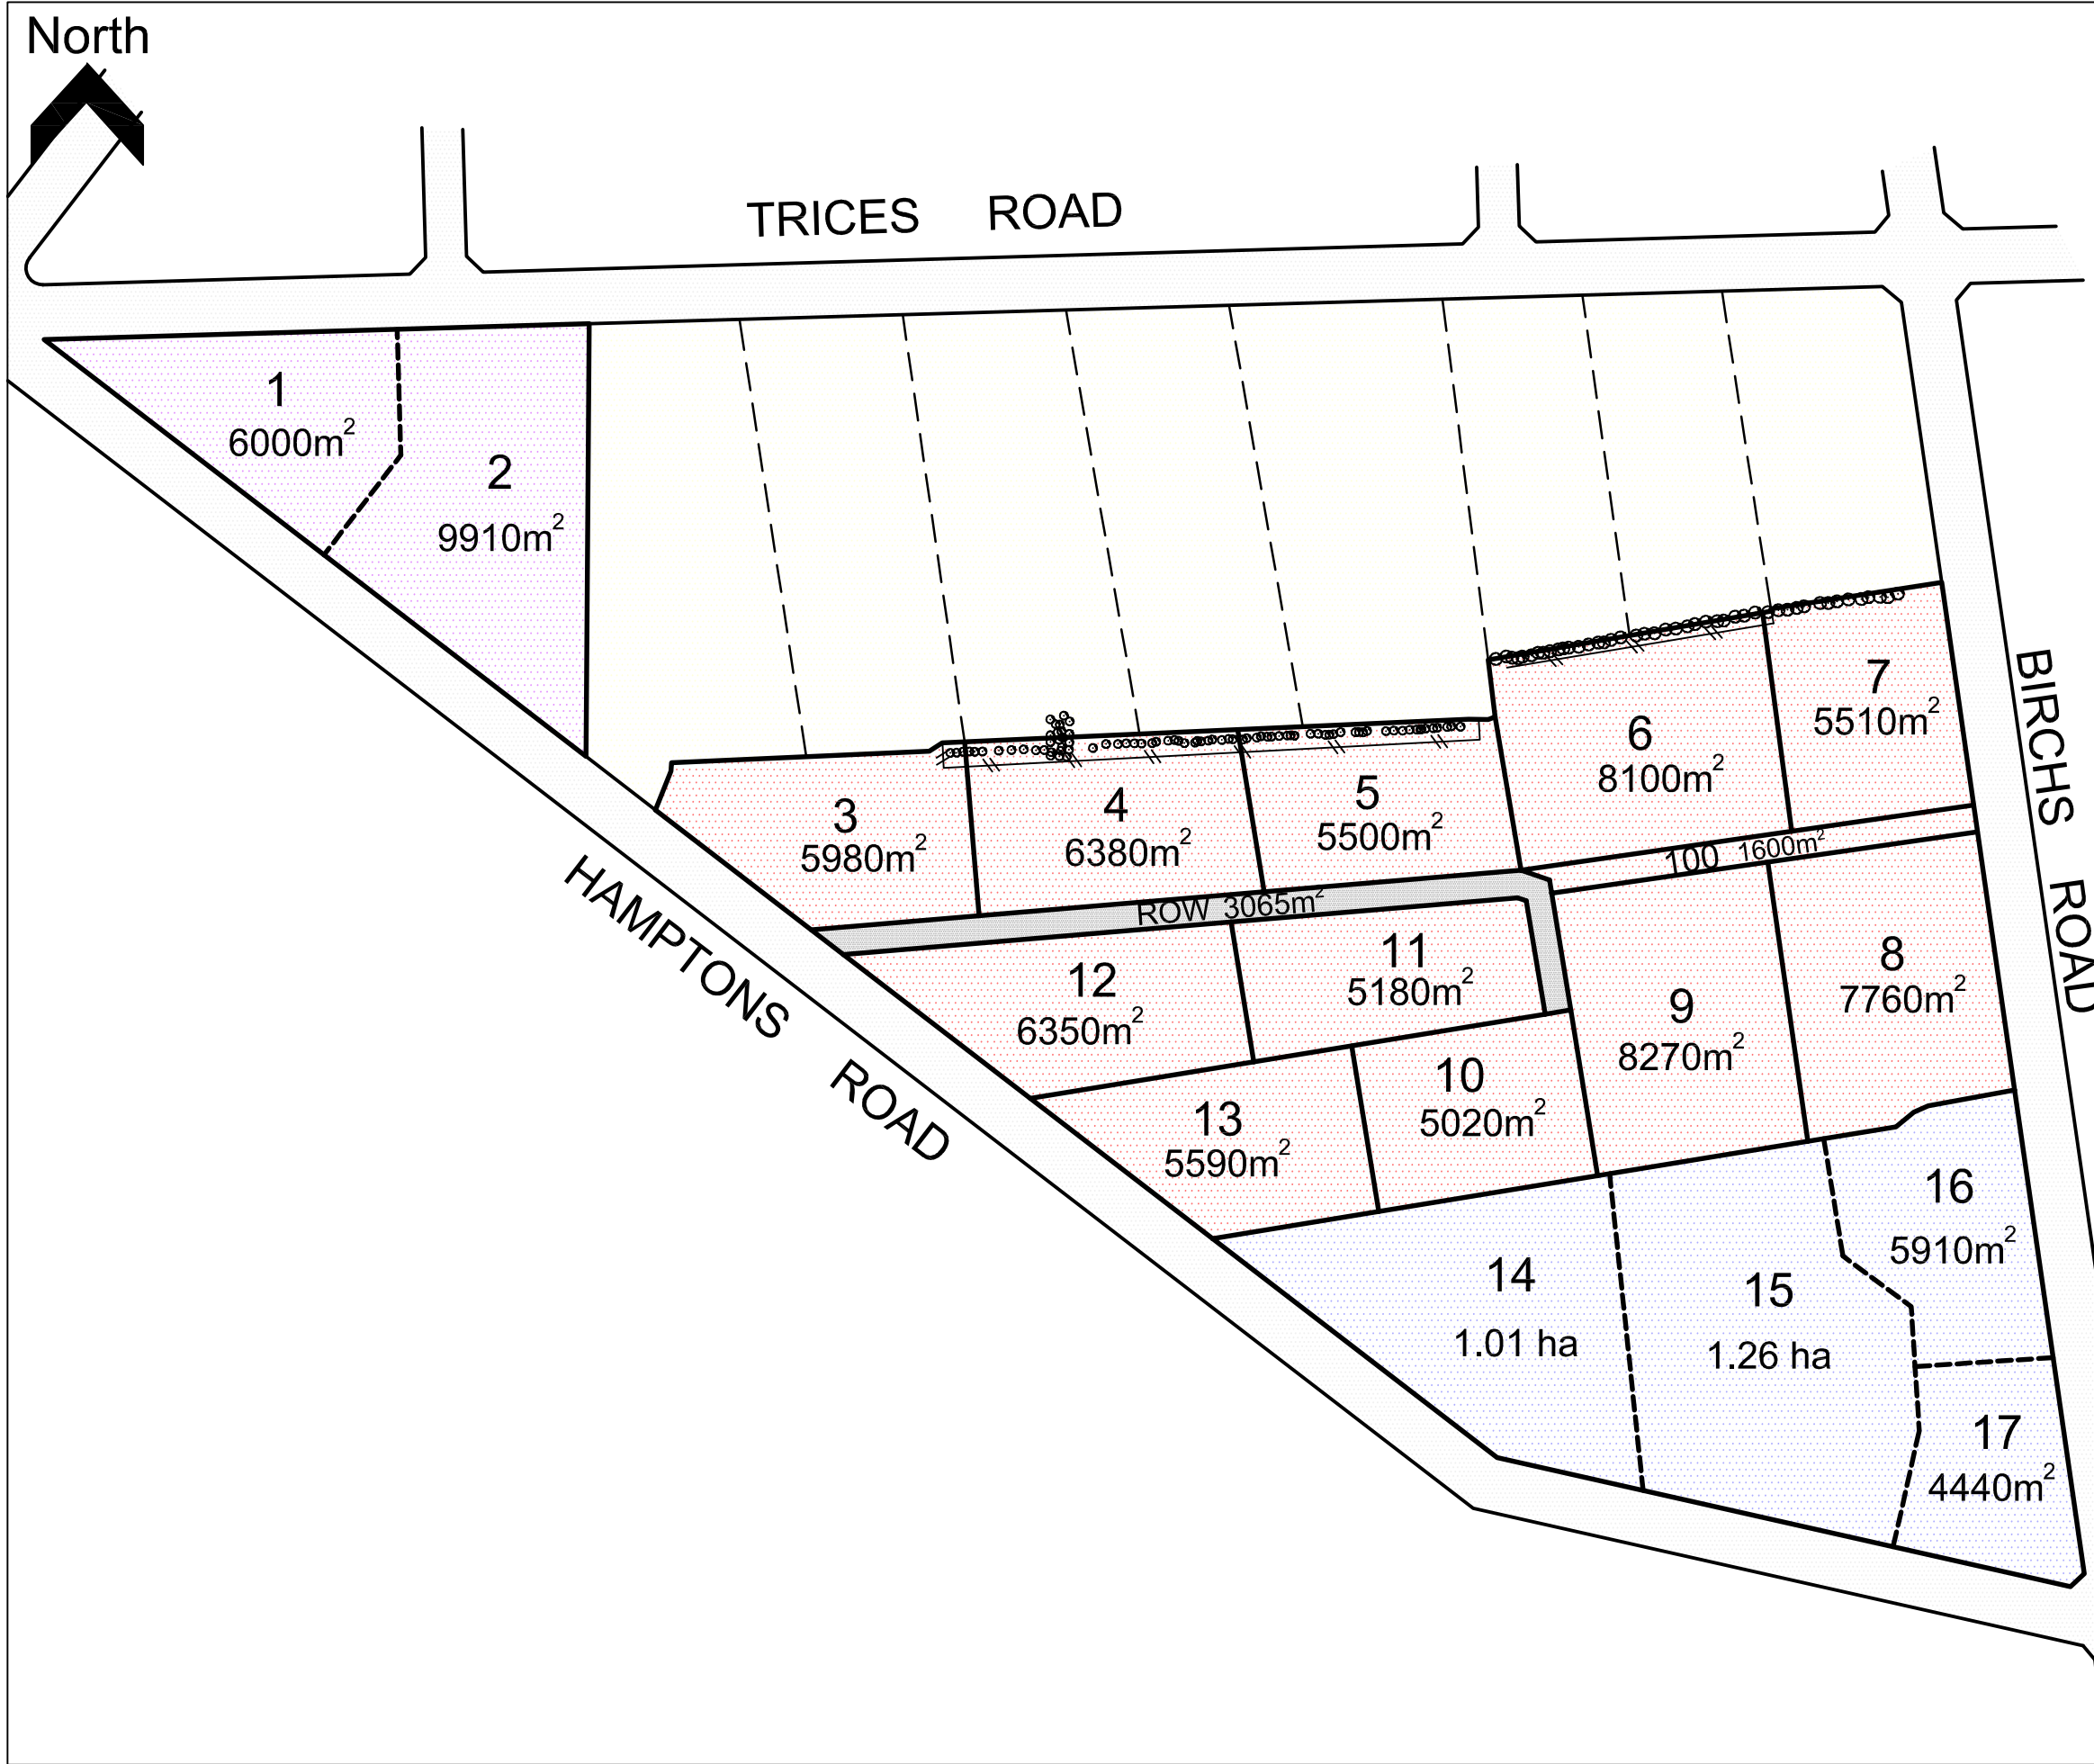 North
TRICES ROAD
1
6000m²
2
9910m²
BIRCHS ROAD
7
5510m²
6
8100m²
5
5500m²
4
6380m²
3
5980m²
100 1600m²
ROW 3065m²
HAMPTONS ROAD
12
6350m²
11
5180m²
9
8270m²
8
7760m²
13
5590m²
10
5020m²
14
1.01 ha
15
1.26 ha
16
5910m²
17
4440m²